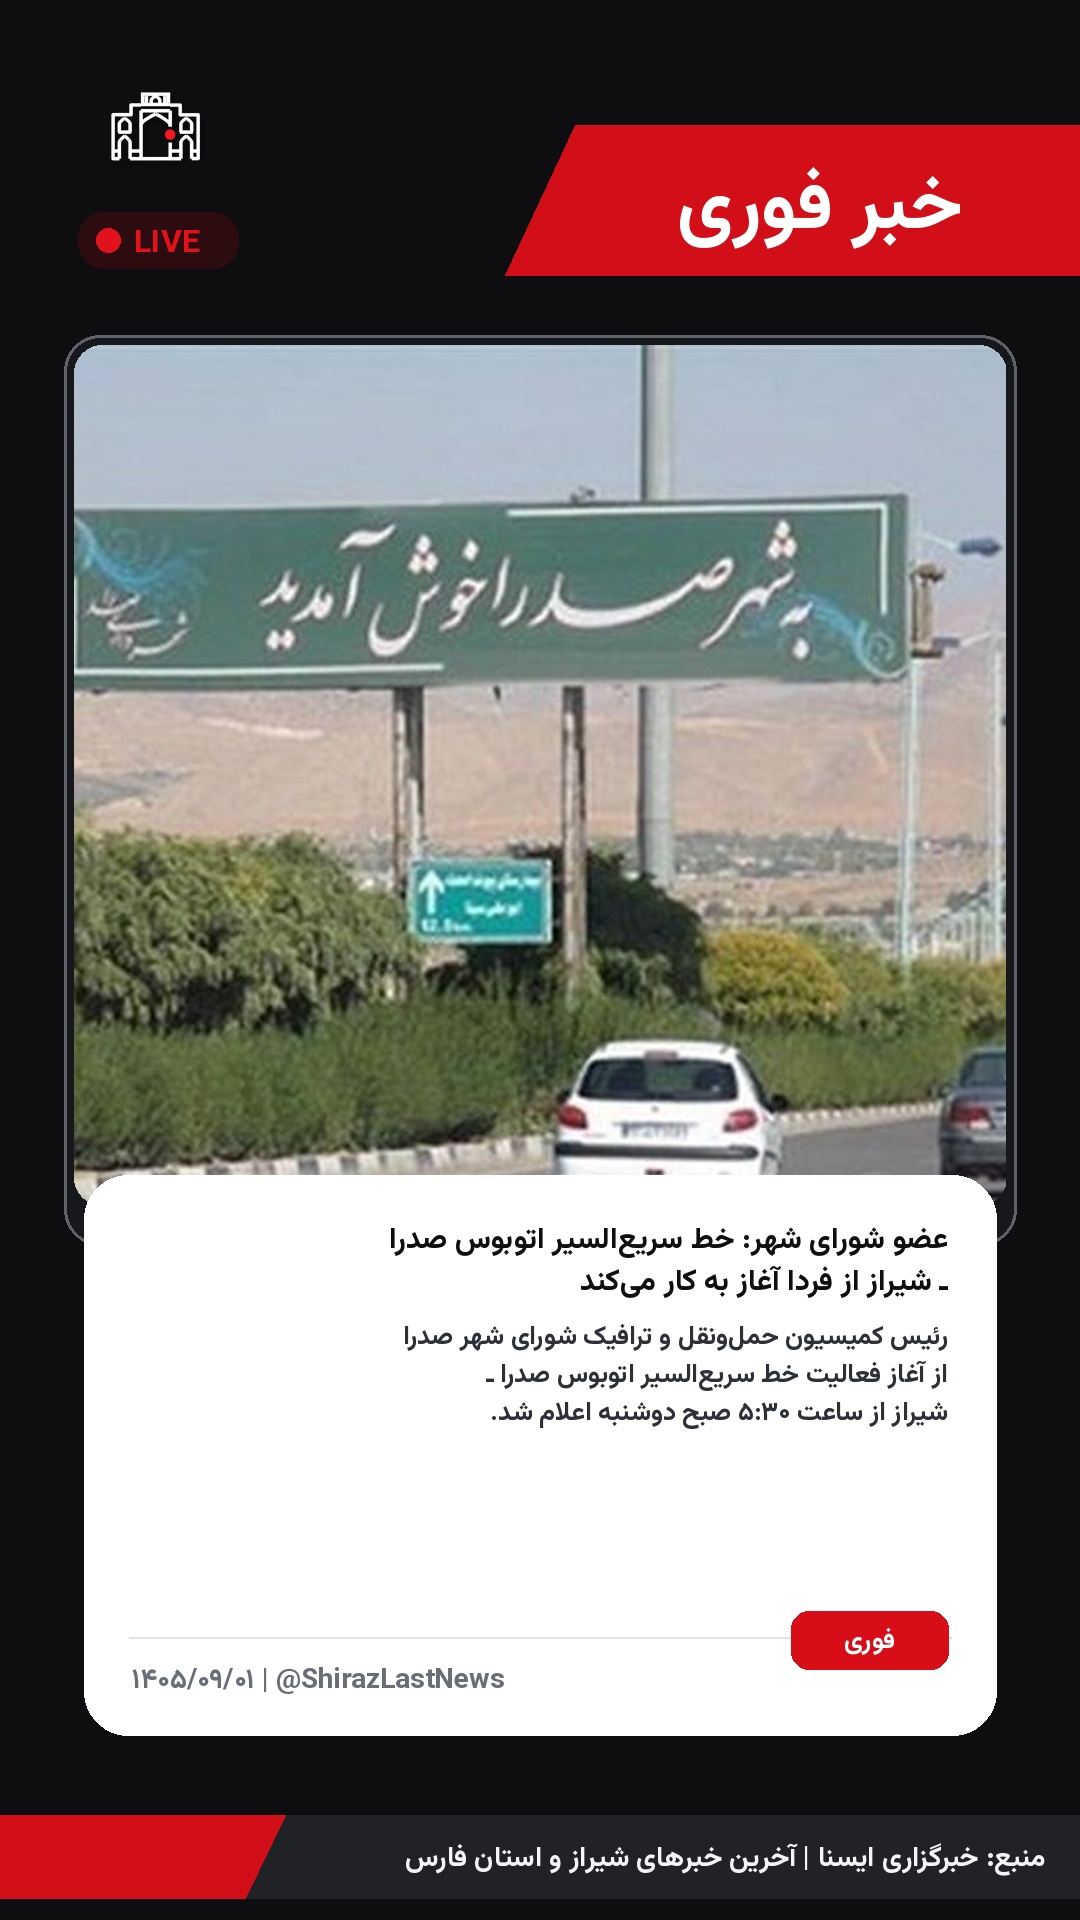 خبر فوری
LIVE
به شهر صدرا خوش آمدید
عضو شورای شهر: خط سریع‌السیر اتوبوس صدرا
ـ شیراز از فردا آغاز به کار می‌کند
رئیس کمیسیون حمل‌ونقل و ترافیک شورای شهر صدرا
از آغاز فعالیت خط سریع‌السیر اتوبوس صدرا ـ
شیراز از ساعت ۵:۳۰ صبح دوشنبه اعلام شد.
فوری
۱۴۰۵/۰۹/۰۱ | @ShirazLastNews
منبع: خبرگزاری ایسنا | آخرین خبرهای شیراز و استان فارس